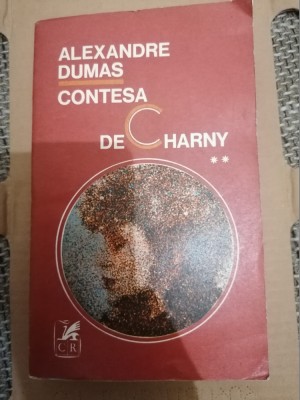 ALEXANDRE
DUMAS
CONTESA
DE CHARNY
**
CR